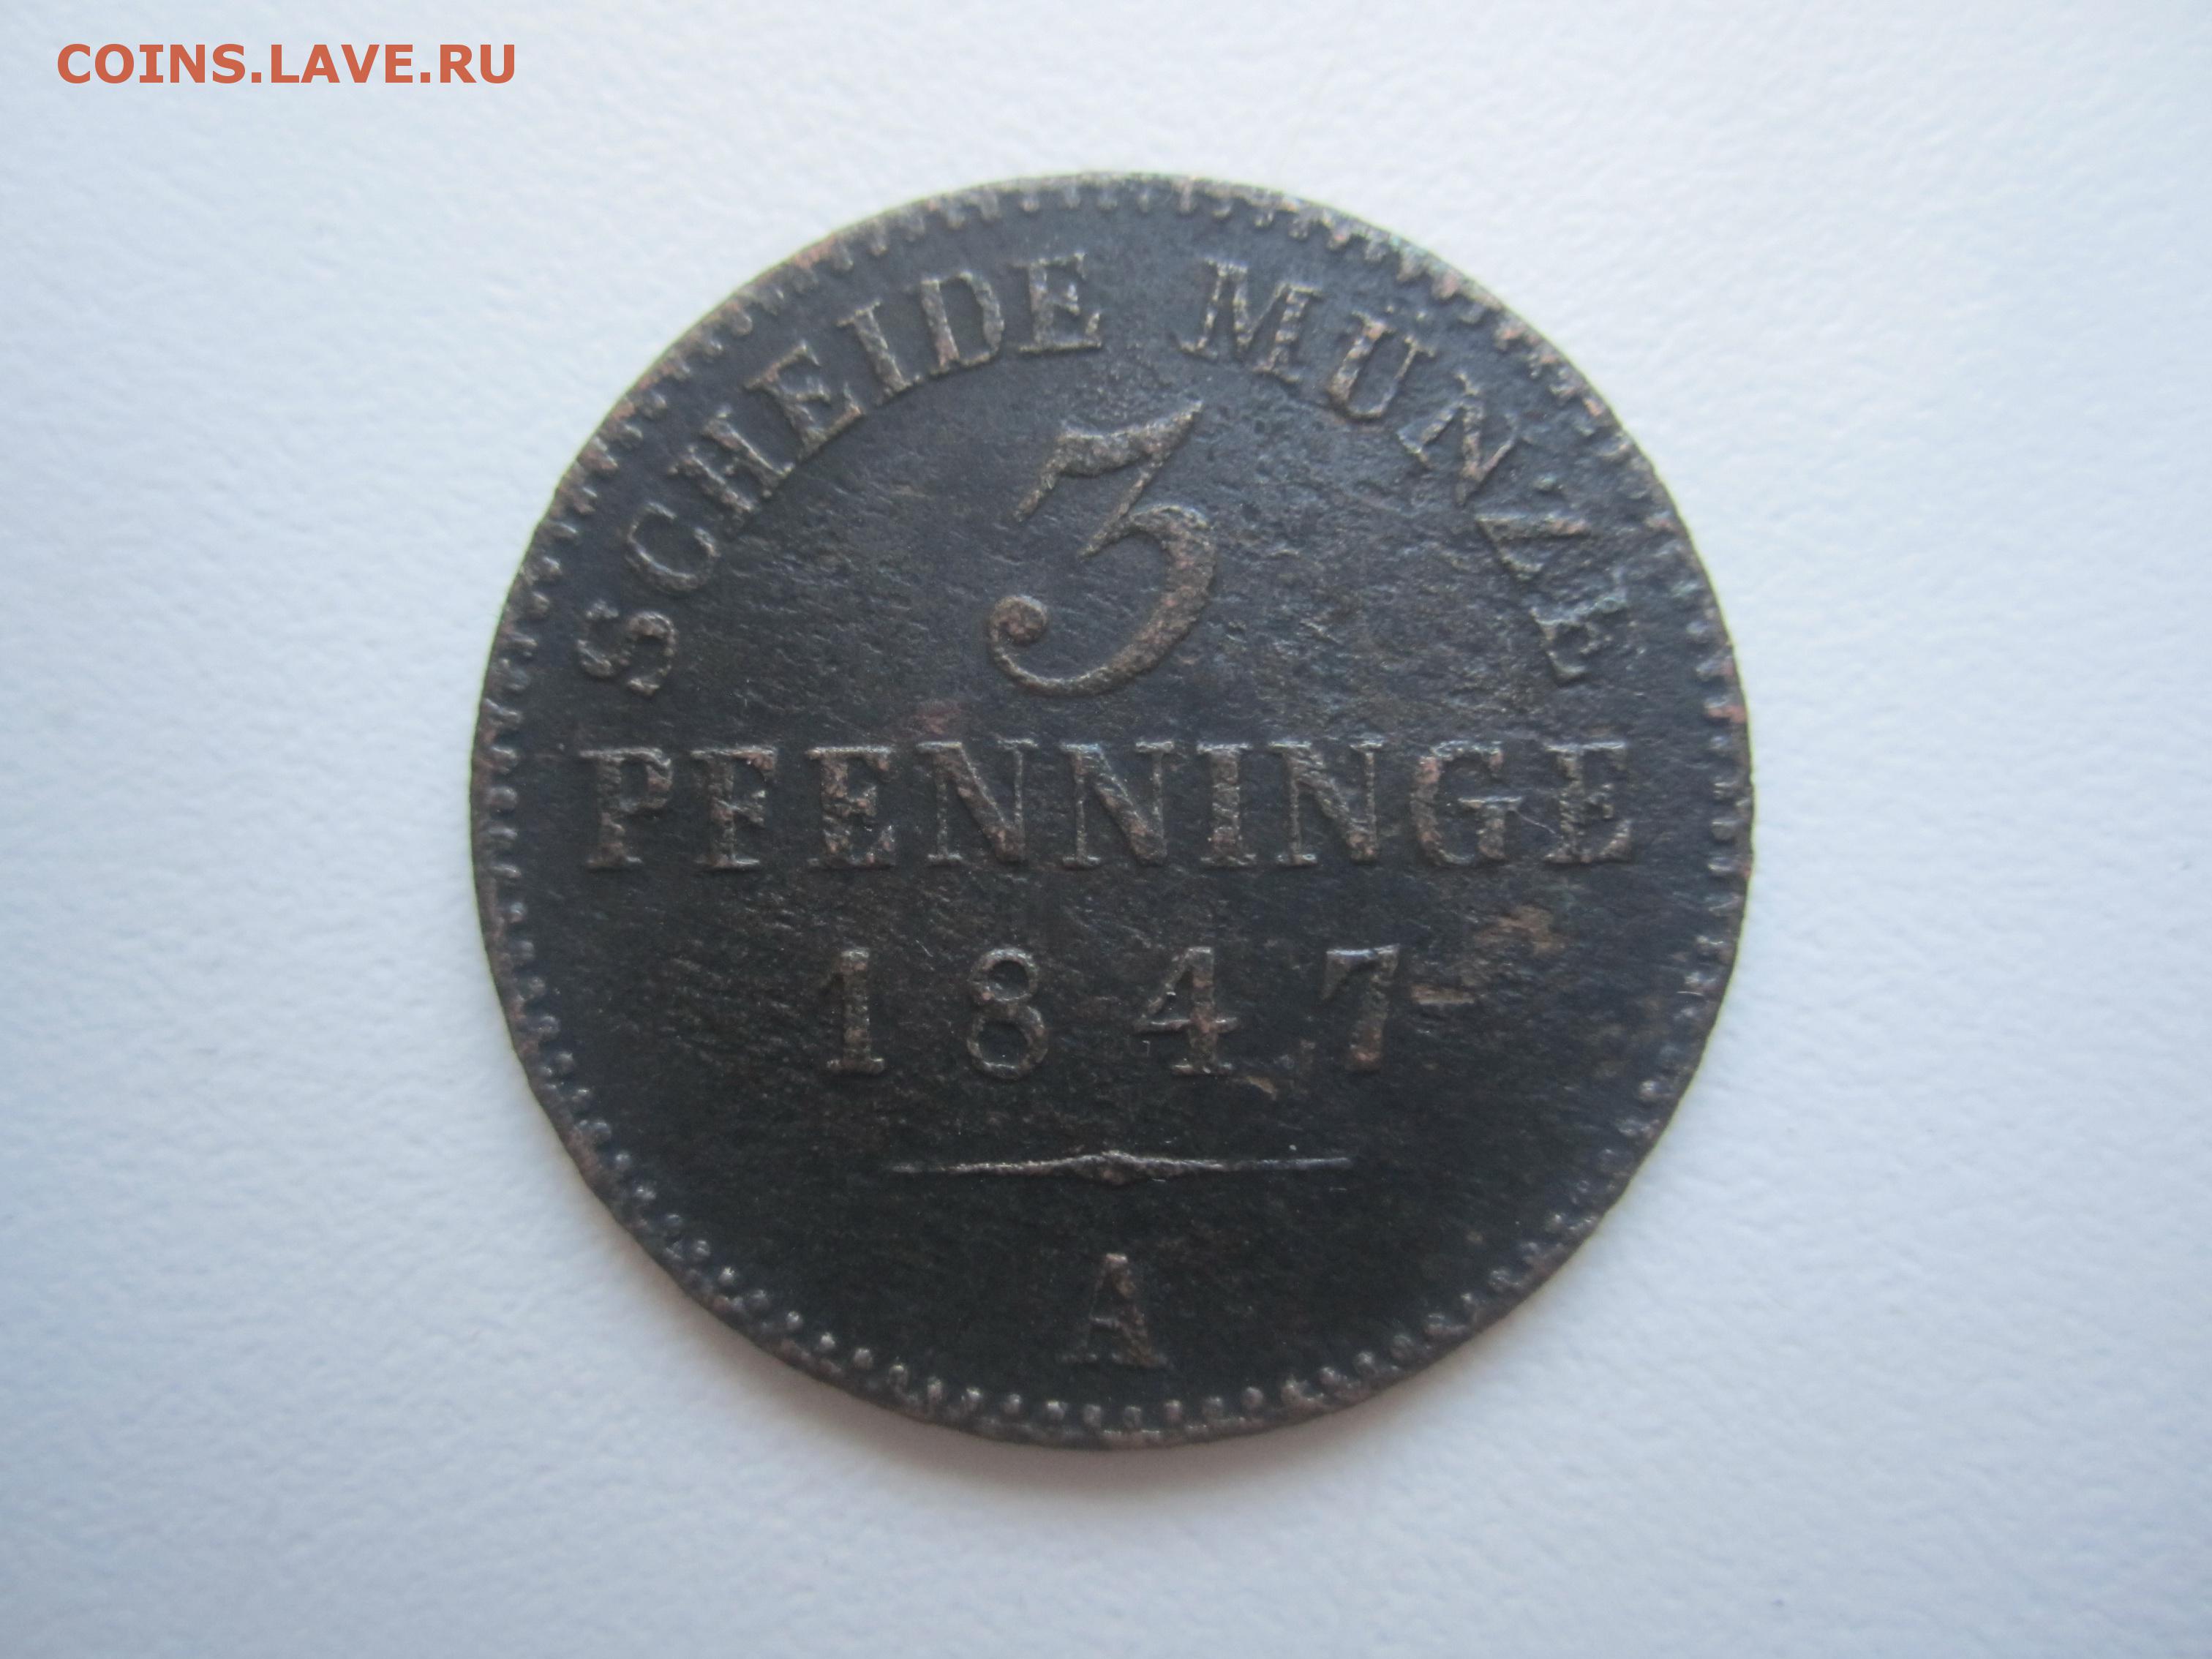 COINS.LAVE.RU
SCHEIDE MÜNZE
3
PFENNINGE
1847
A